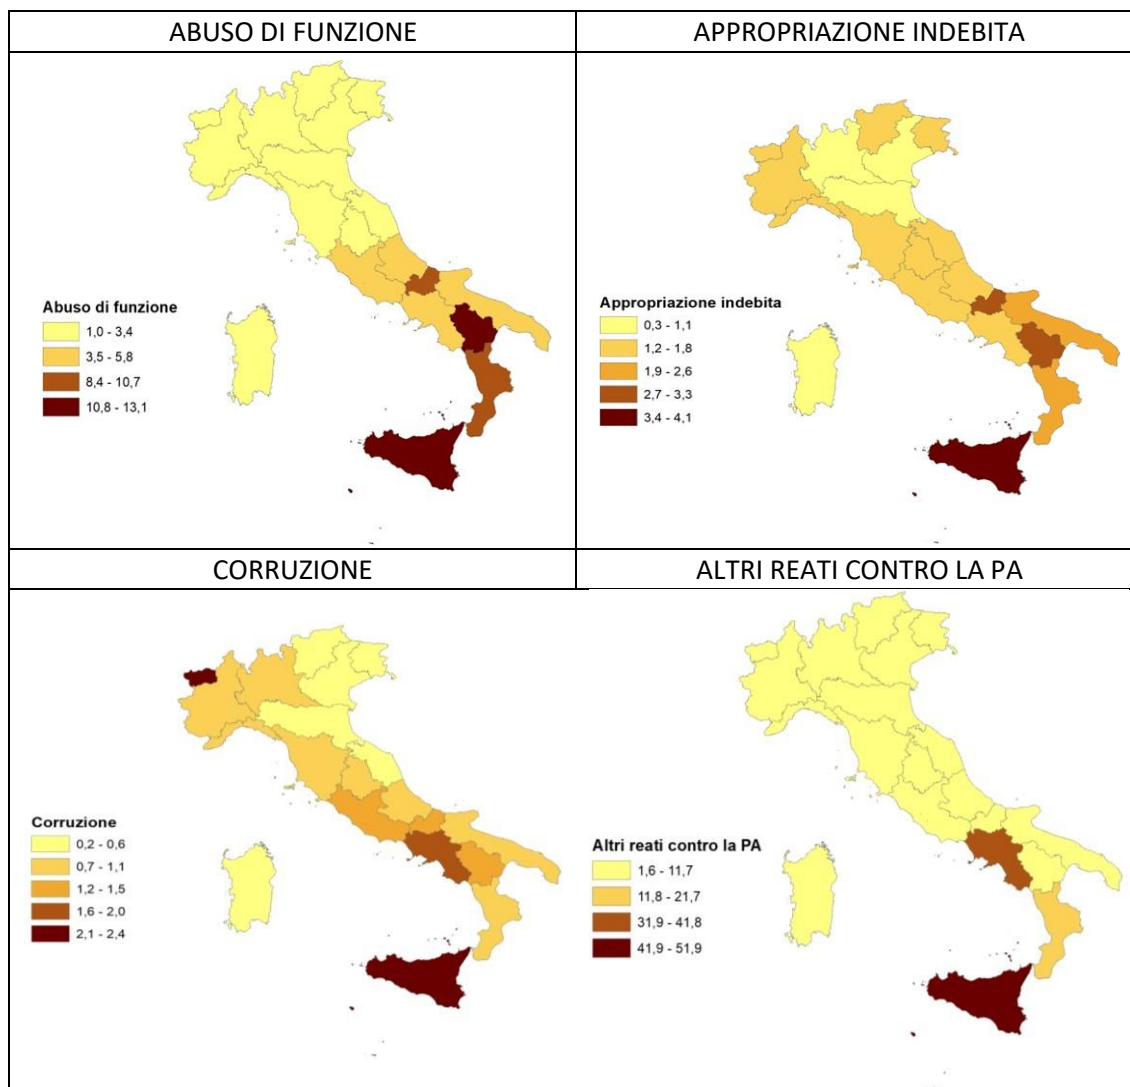 ABUSO DI FUNZIONE
APPROPRIAZIONE INDEBITA
Abuso di funzione
1,0 - 3,4
3,5 - 5,8
8,4 - 10,7
10,8 - 13,1
Appropriazione indebita
0,3 - 1,1
1,2 - 1,8
1,9 - 2,6
2,7 - 3,3
3,4 - 4,1
CORRUZIONE
ALTRI REATI CONTRO LA PA
Corruzione
0,2 - 0,6
0,7 - 1,1
1,2 - 1,5
1,6 - 2,0
2,1 - 2,4
Altri reati contro la PA
1,6 - 11,7
11,8 - 21,7
31,9 - 41,8
41,9 - 51,9